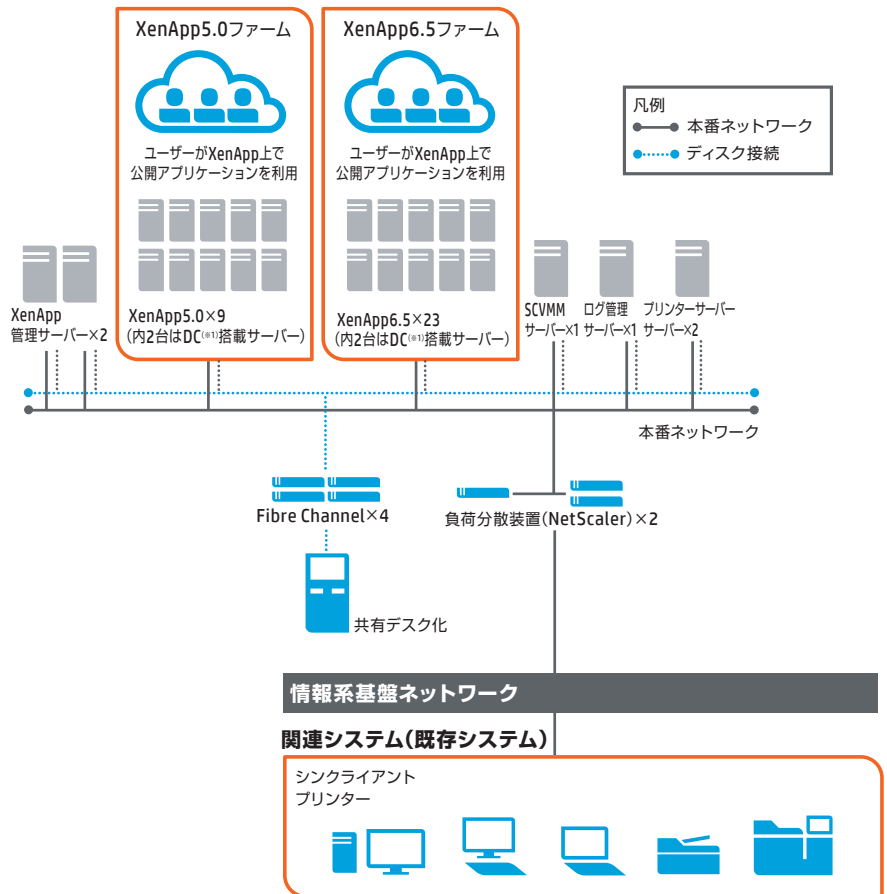 XenApp5.0ファーム
XenApp6.5ファーム
凡例
本番ネットワーク
ディスク接続
ユーザーがXenApp上で
公開アプリケーションを利用
ユーザーがXenApp上で
公開アプリケーションを利用
XenApp
管理サーバー×2
XenApp5.0×9
(内2台はDC(※1)搭載サーバー)
XenApp6.5×23
(内2台はDC(※1)搭載サーバー)
SCVMM
サーバー×1
ログ管理
サーバー×1
プリンターサーバー
サーバー×2
本番ネットワーク
Fibre Channel×4
負荷分散装置(NetScaler)×2
共有デスク化
情報系基盤ネットワーク
関連システム(既存システム)
シンクライアント
プリンター